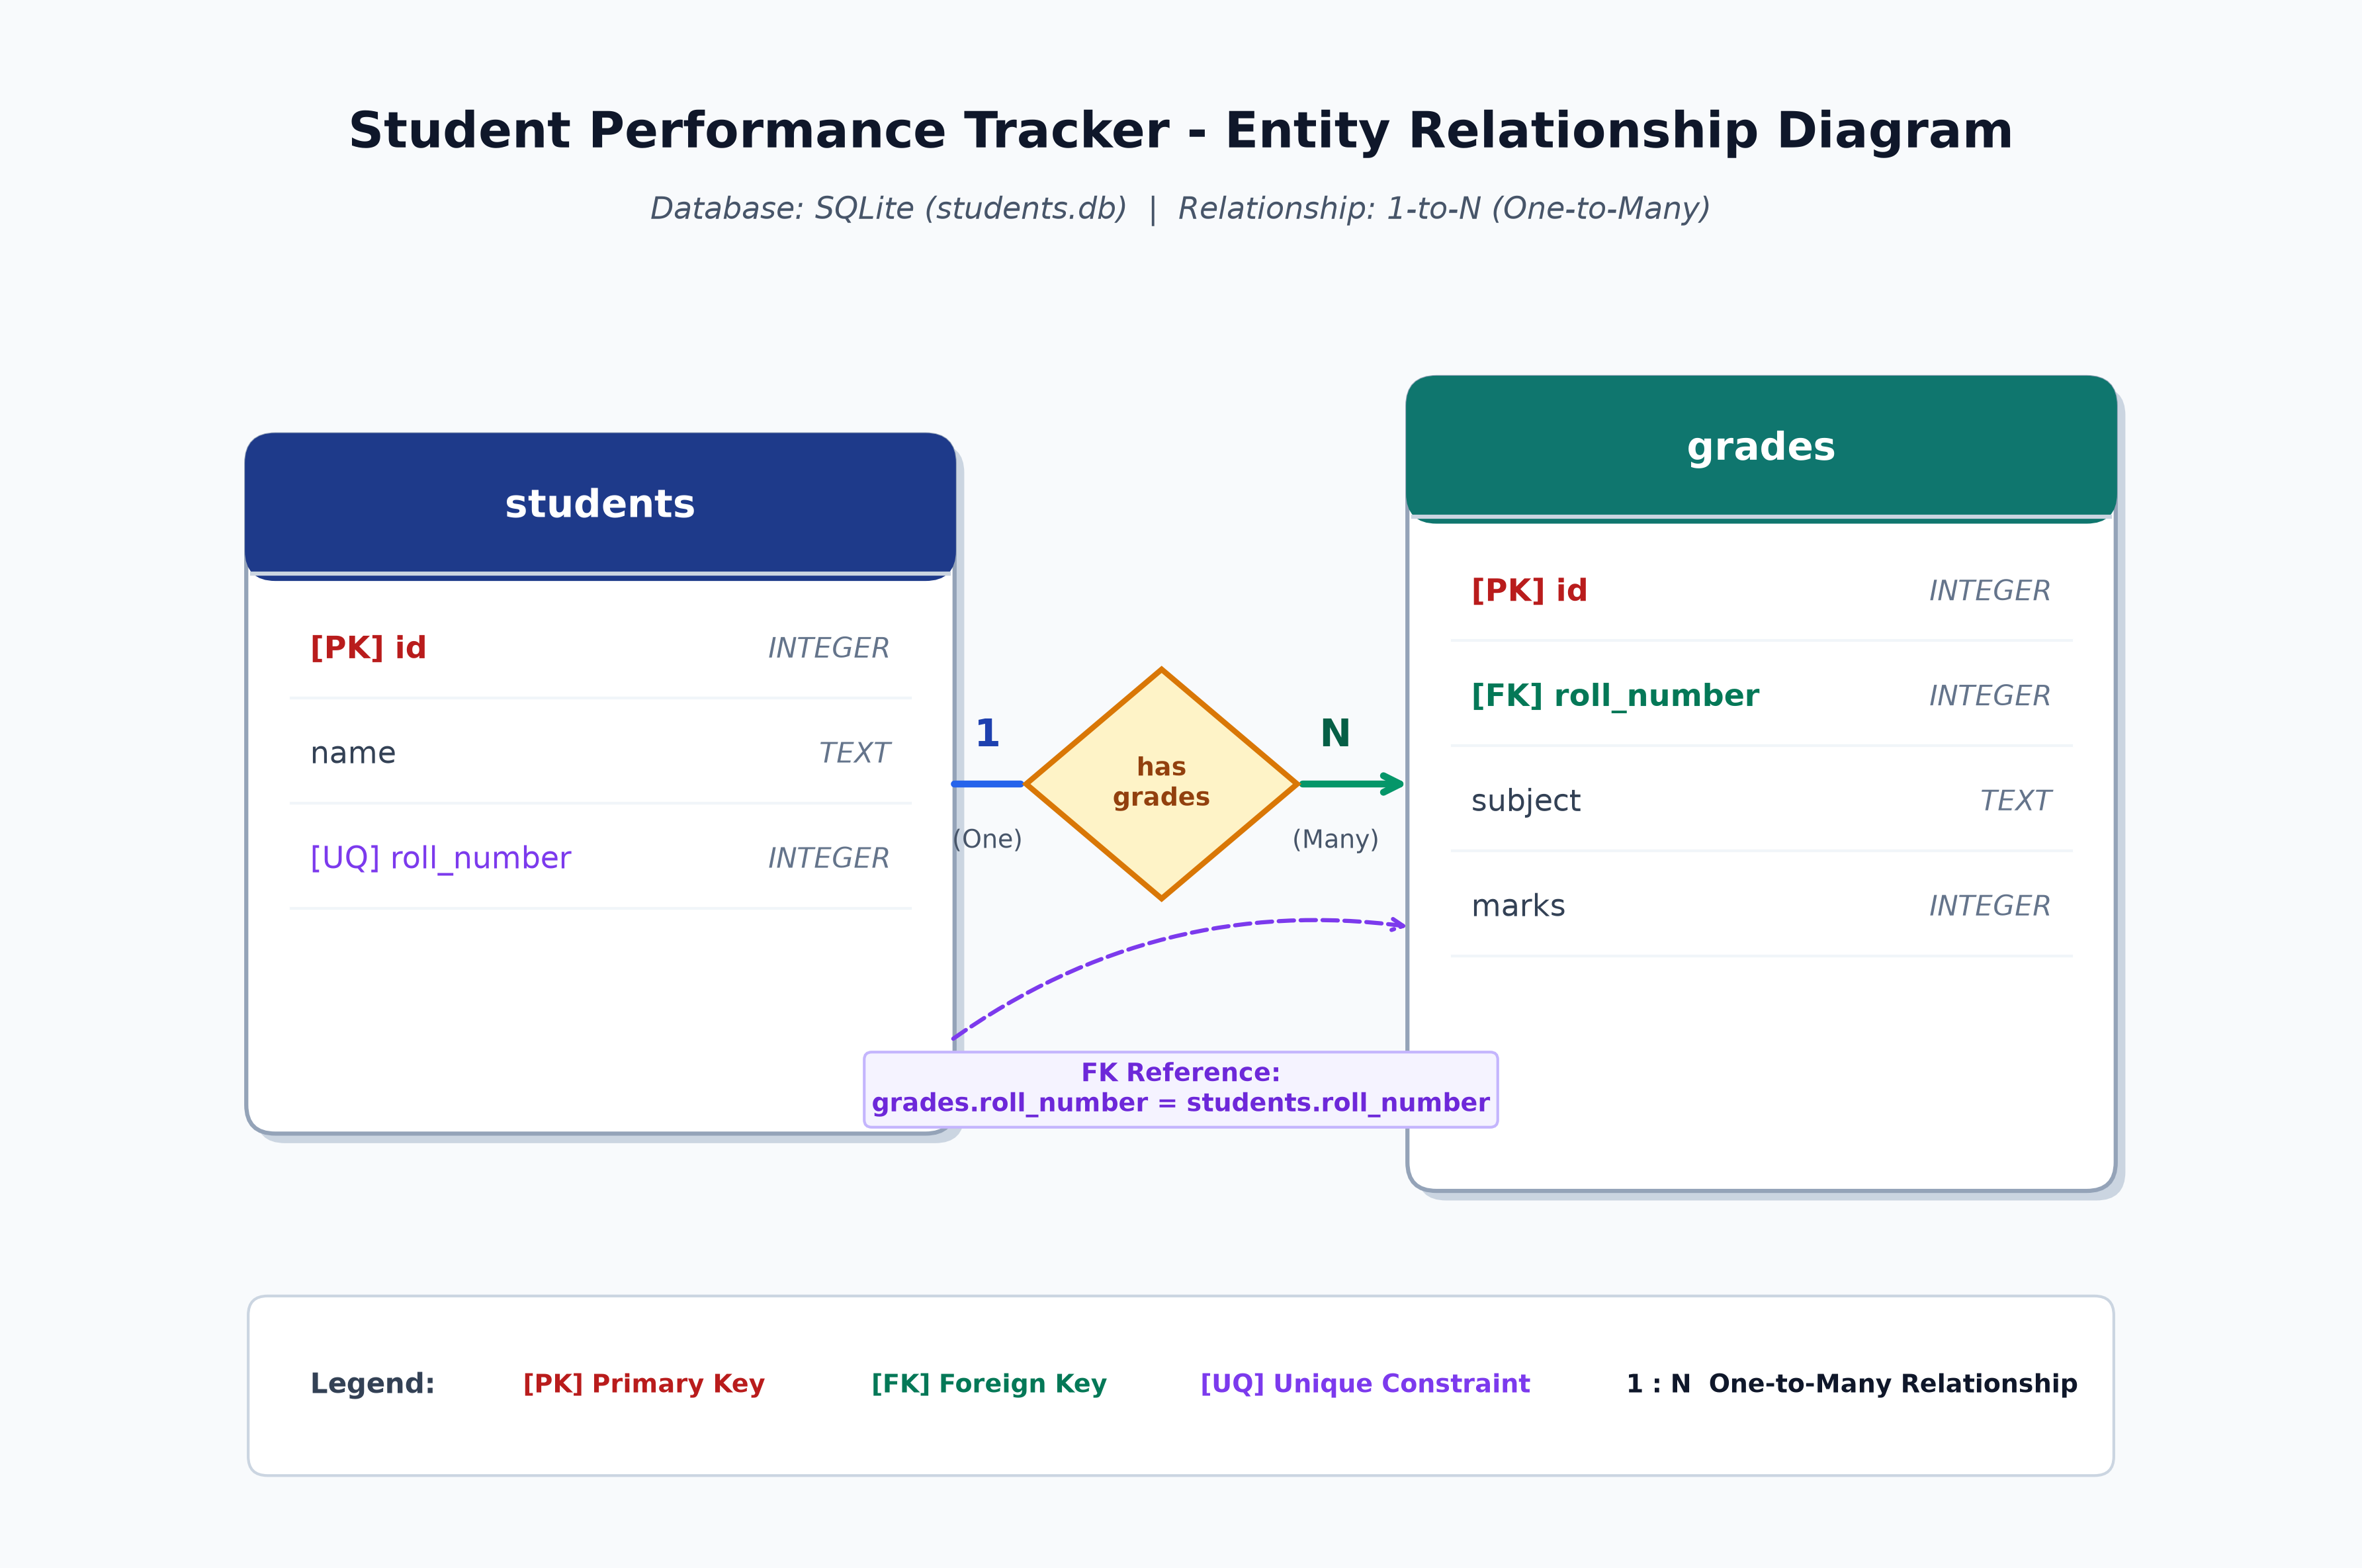 Student Performance Tracker - Entity Relationship Diagram
Database: SQLite (students.db) | Relationship: 1-to-N (One-to-Many)
students
[PK] id INTEGER
name TEXT
[UQ] roll_number INTEGER
1
has
grades
N
(One)
(Many)
grades
[PK] id INTEGER
[FK] roll_number INTEGER
subject TEXT
marks INTEGER
FK Reference:
grades.roll_number = students.roll_number
Legend: [PK] Primary Key [FK] Foreign Key [UQ] Unique Constraint 1 : N One-to-Many Relationship